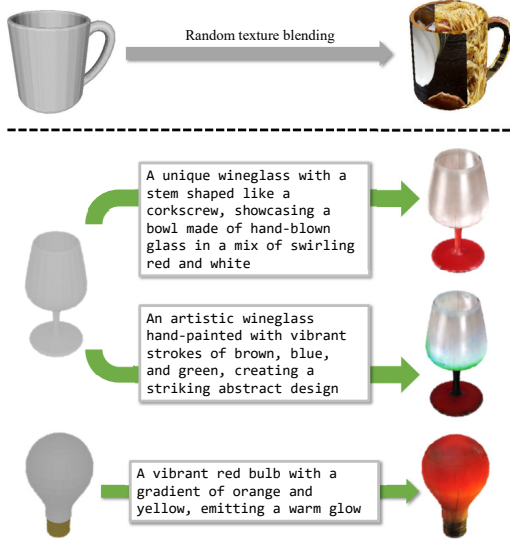 Random texture blending
A unique wineglass with a
stem shaped like a
corkscrew, showcasing a
bowl made of hand-blown
glass in a mix of swirling
red and white
An artistic wineglass
hand-painted with vibrant
strokes of brown, blue,
and green, creating a
striking abstract design
A vibrant red bulb with a
gradient of orange and
yellow, emitting a warm glow